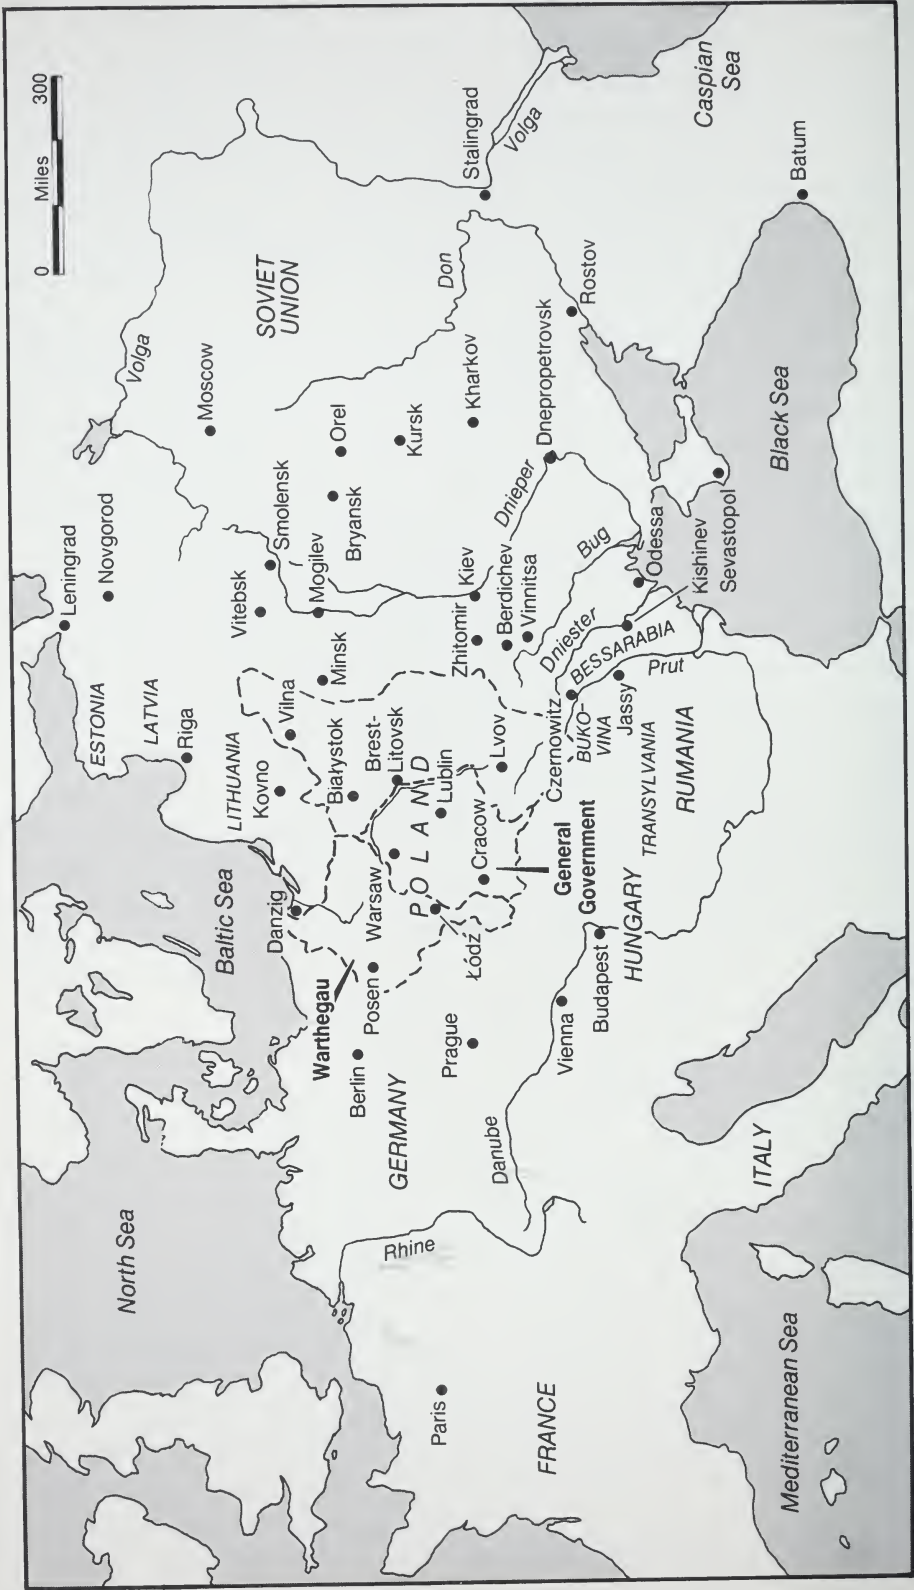 0 Miles 300
Leningrad
Novgorod
ESTONIA
LATVIA
Riga
Volga
Moscow
SOVIET
UNION
Baltic Sea
LITHUANIA
Kovno
Vilna
Vitebsk
Smolensk
Mogilev
Minsk
Orel
Bryansk
Kursk
Don
Kharkov
Stalingrad
Volga
Caspian
Sea
North Sea
Danzig
Białystok
Brest-
Litovsk
Warthegau
Berlin
Posen
Warsaw
POLAND
Lublin
Łódź
Cracow
Lvov
General
Government
GERMANY
Prague
Zhitomir
Kiev
Berdichev
Vinnitsa
Dnieper
Dnepropetrovsk
Rostov
Bug
Dniester
Czernowitz
BUKO-
VINA
BESSARABIA
Jassy
Prut
Odessa
Kishinev
Sevastopol
Black Sea
Batum
Rhine
Danube
Vienna
Budapest
HUNGARY
TRANSYLVANIA
RUMANIA
Paris
FRANCE
ITALY
Mediterranean Sea